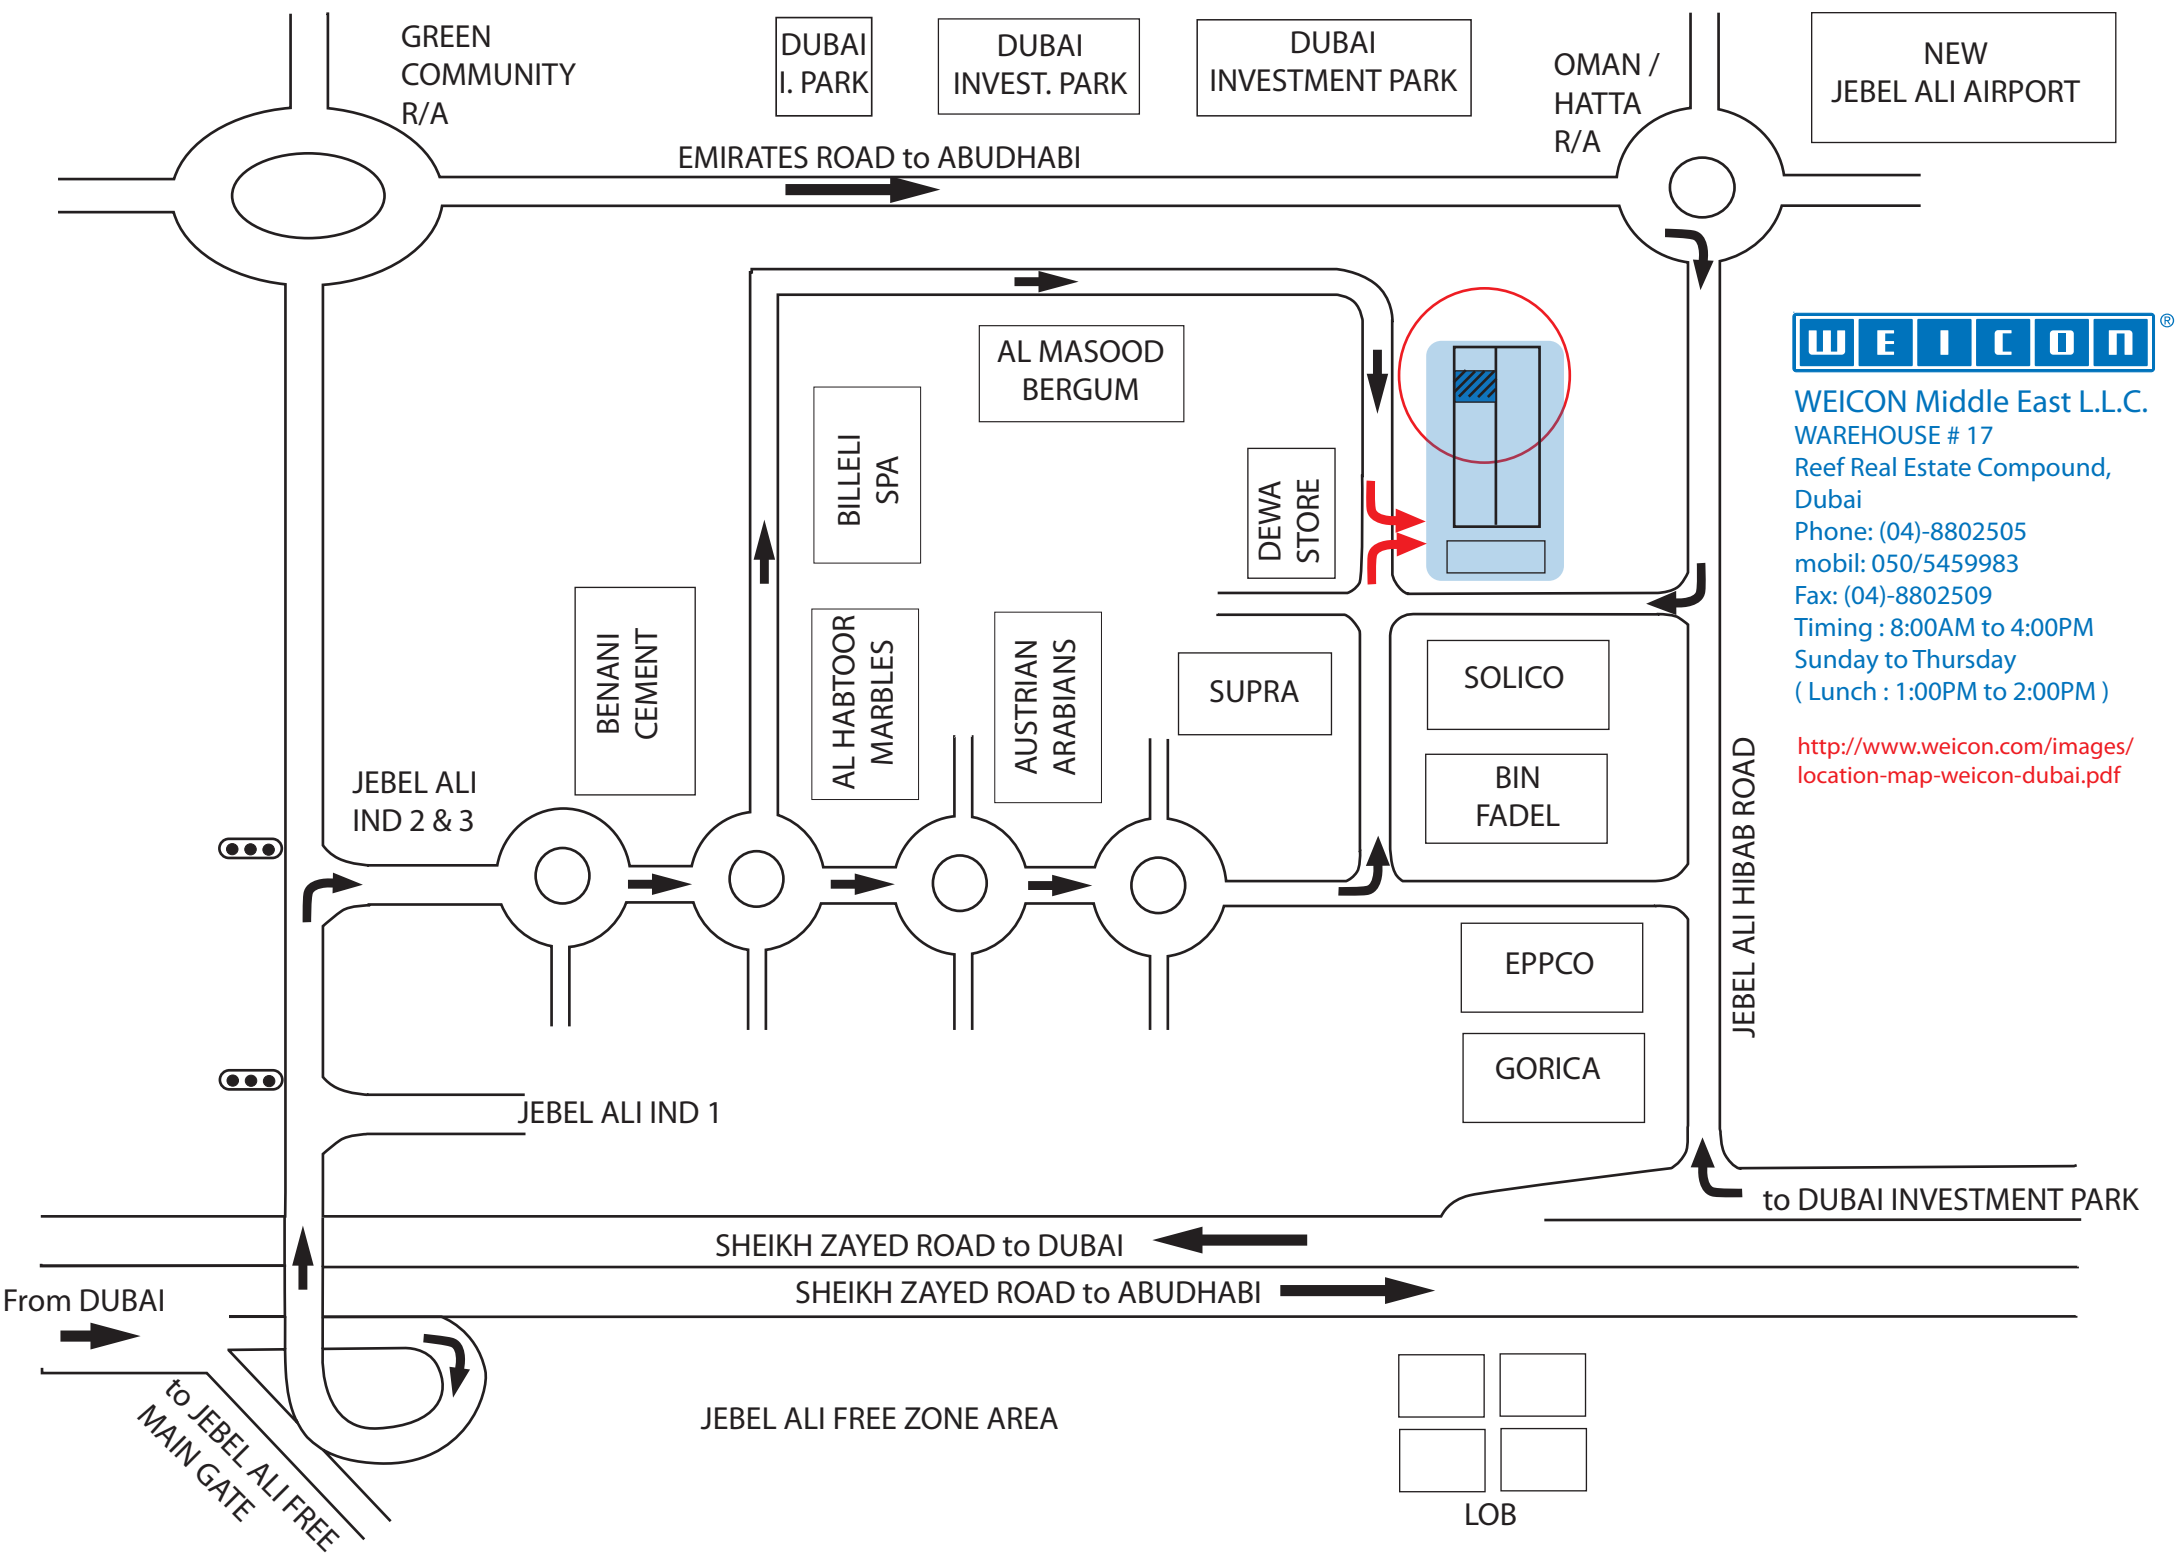 GREEN
COMMUNITY
R/A
DUBAI
I. PARK
DUBAI
INVEST. PARK
DUBAI
INVESTMENT PARK
OMAN /
HATTA
R/A
NEW
JEBEL ALI AIRPORT
EMIRATES ROAD to ABUDHABI
AL MASOOD
BERGUM
BILLELI
SPA
DEWA
STORE
BENANI
CEMENT
AL HABTOOR
MARBLES
AUSTRIAN
ARABIANS
SUPRA
SOLICO
BIN
FADEL
WEICON®
WEICON Middle East L.L.C.
WAREHOUSE # 17
Reef Real Estate Compound,
Dubai
Phone: (04)-8802505
mobil: 050/5459983
Fax: (04)-8802509
Timing : 8:00AM to 4:00PM
Sunday to Thursday
( Lunch : 1:00PM to 2:00PM )
http://www.weicon.com/images/
location-map-weicon-dubai.pdf
JEBEL ALI
IND 2 & 3
JEBEL ALI HIBAB ROAD
EPPCO
GORICA
JEBEL ALI IND 1
to DUBAI INVESTMENT PARK
SHEIKH ZAYED ROAD to DUBAI
SHEIKH ZAYED ROAD to ABUDHABI
From DUBAI
to JEBEL ALI FREE
MAIN GATE
JEBEL ALI FREE ZONE AREA
LOB